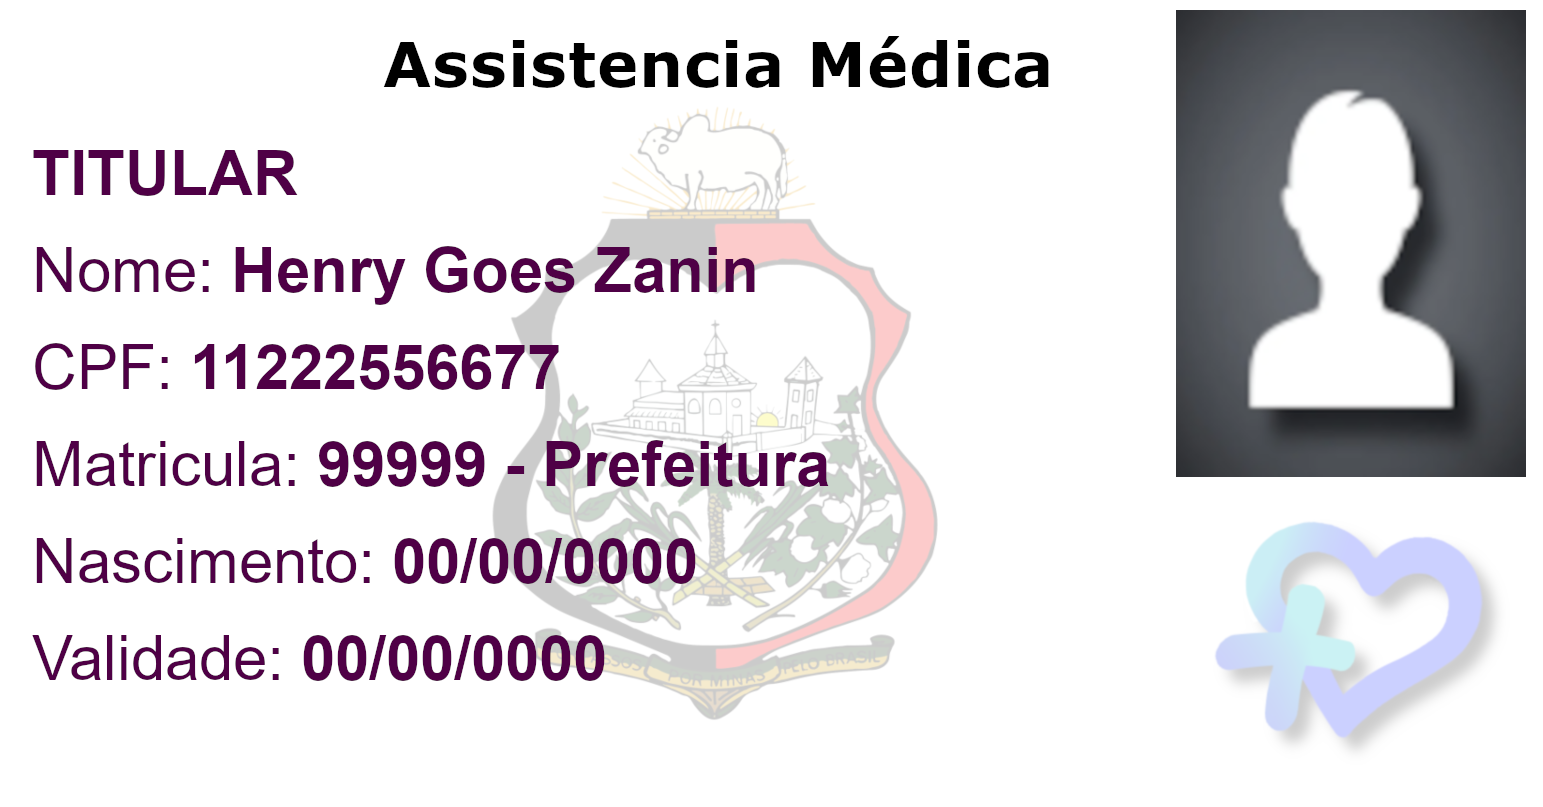 Assistencia Médica
TITULAR
Nome: Henry Goes Zanin
CPF: 11222556677
Matricula: 99999 - Prefeitura
Nascimento: 00/00/0000
Validade: 00/00/0000
POR MINAS PELO BRASIL